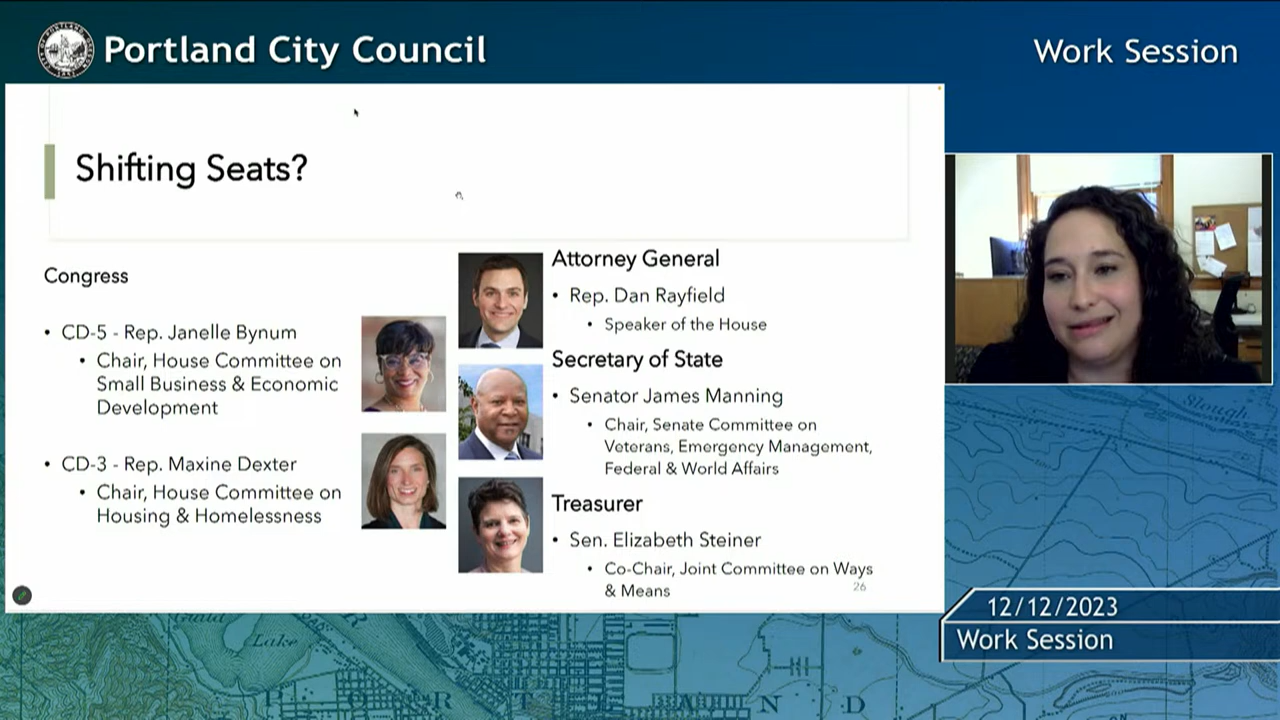 Portland City Council
Work Session
Shifting Seats?
Congress
• CD-5 - Rep. Janelle Bynum
• Chair, House Committee on
Small Business & Economic
Development
• CD-3 - Rep. Maxine Dexter
• Chair, House Committee on
Housing & Homelessness
Attorney General
• Rep. Dan Rayfield
• Speaker of the House
Secretary of State
• Senator James Manning
• Chair, Senate Committee on
Veterans, Emergency Management,
Federal & World Affairs
Treasurer
• Sen. Elizabeth Steiner
• Co-Chair, Joint Committee on Ways
& Means
26
12/12/2023
Work Session
Slough
Guild
Lake